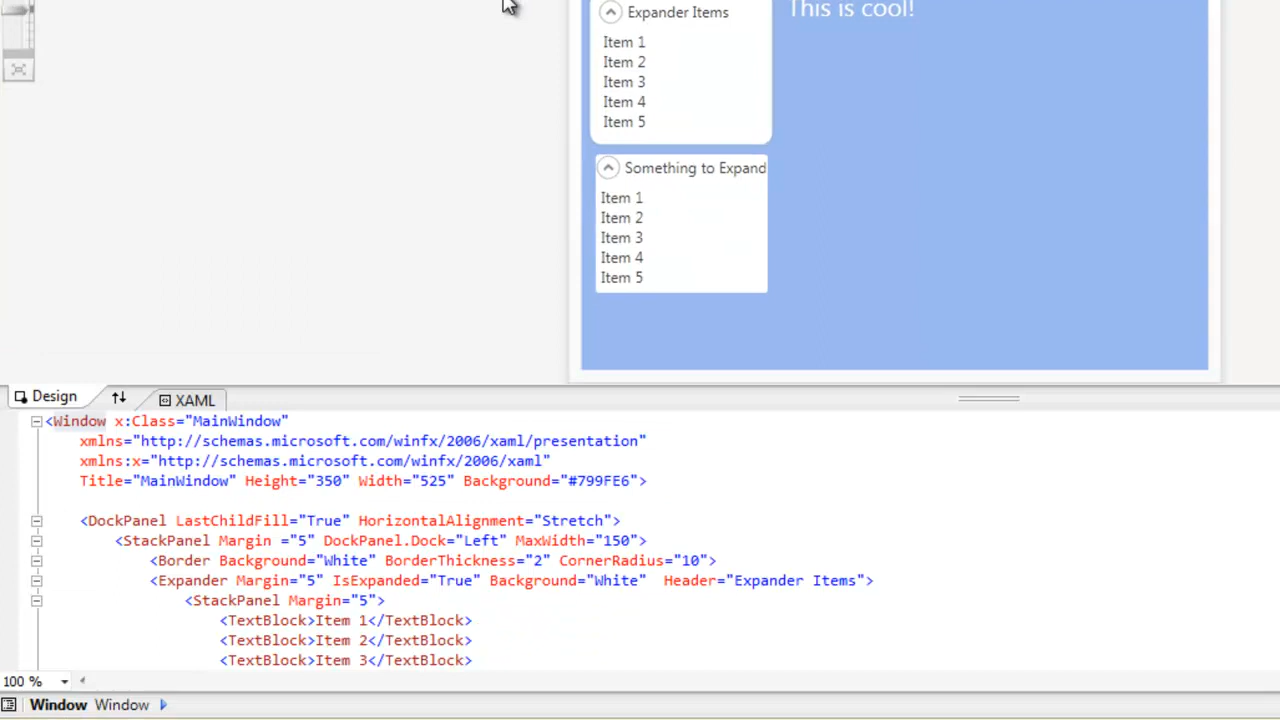 Expander Items
This is cool!
Item 1
Item 2
Item 3
Item 4
Item 5
Something to Expand
Item 1
Item 2
Item 3
Item 4
Item 5
Design
XAML
<Window x:Class="MainWindow"
xmlns="http://schemas.microsoft.com/winfx/2006/xaml/presentation"
xmlns:x="http://schemas.microsoft.com/winfx/2006/xaml"
Title="MainWindow" Height="350" Width="525" Background="#799FE6">
<DockPanel LastChildFill="True" HorizontalAlignment="Stretch">
<StackPanel Margin ="5" DockPanel.Dock="Left" MaxWidth="150">
<Border Background="White" BorderThickness="2" CornerRadius="10">
<Expander Margin="5" IsExpanded="True" Background="White"  Header="Expander Items">
<StackPanel Margin="5">
<TextBlock>Item 1</TextBlock>
<TextBlock>Item 2</TextBlock>
<TextBlock>Item 3</TextBlock>
100 %
Window Window